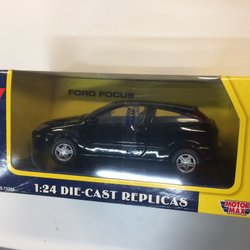 FORD FOCUS
1:24 DIE-CAST REPLICAS
MOTOR
MAX